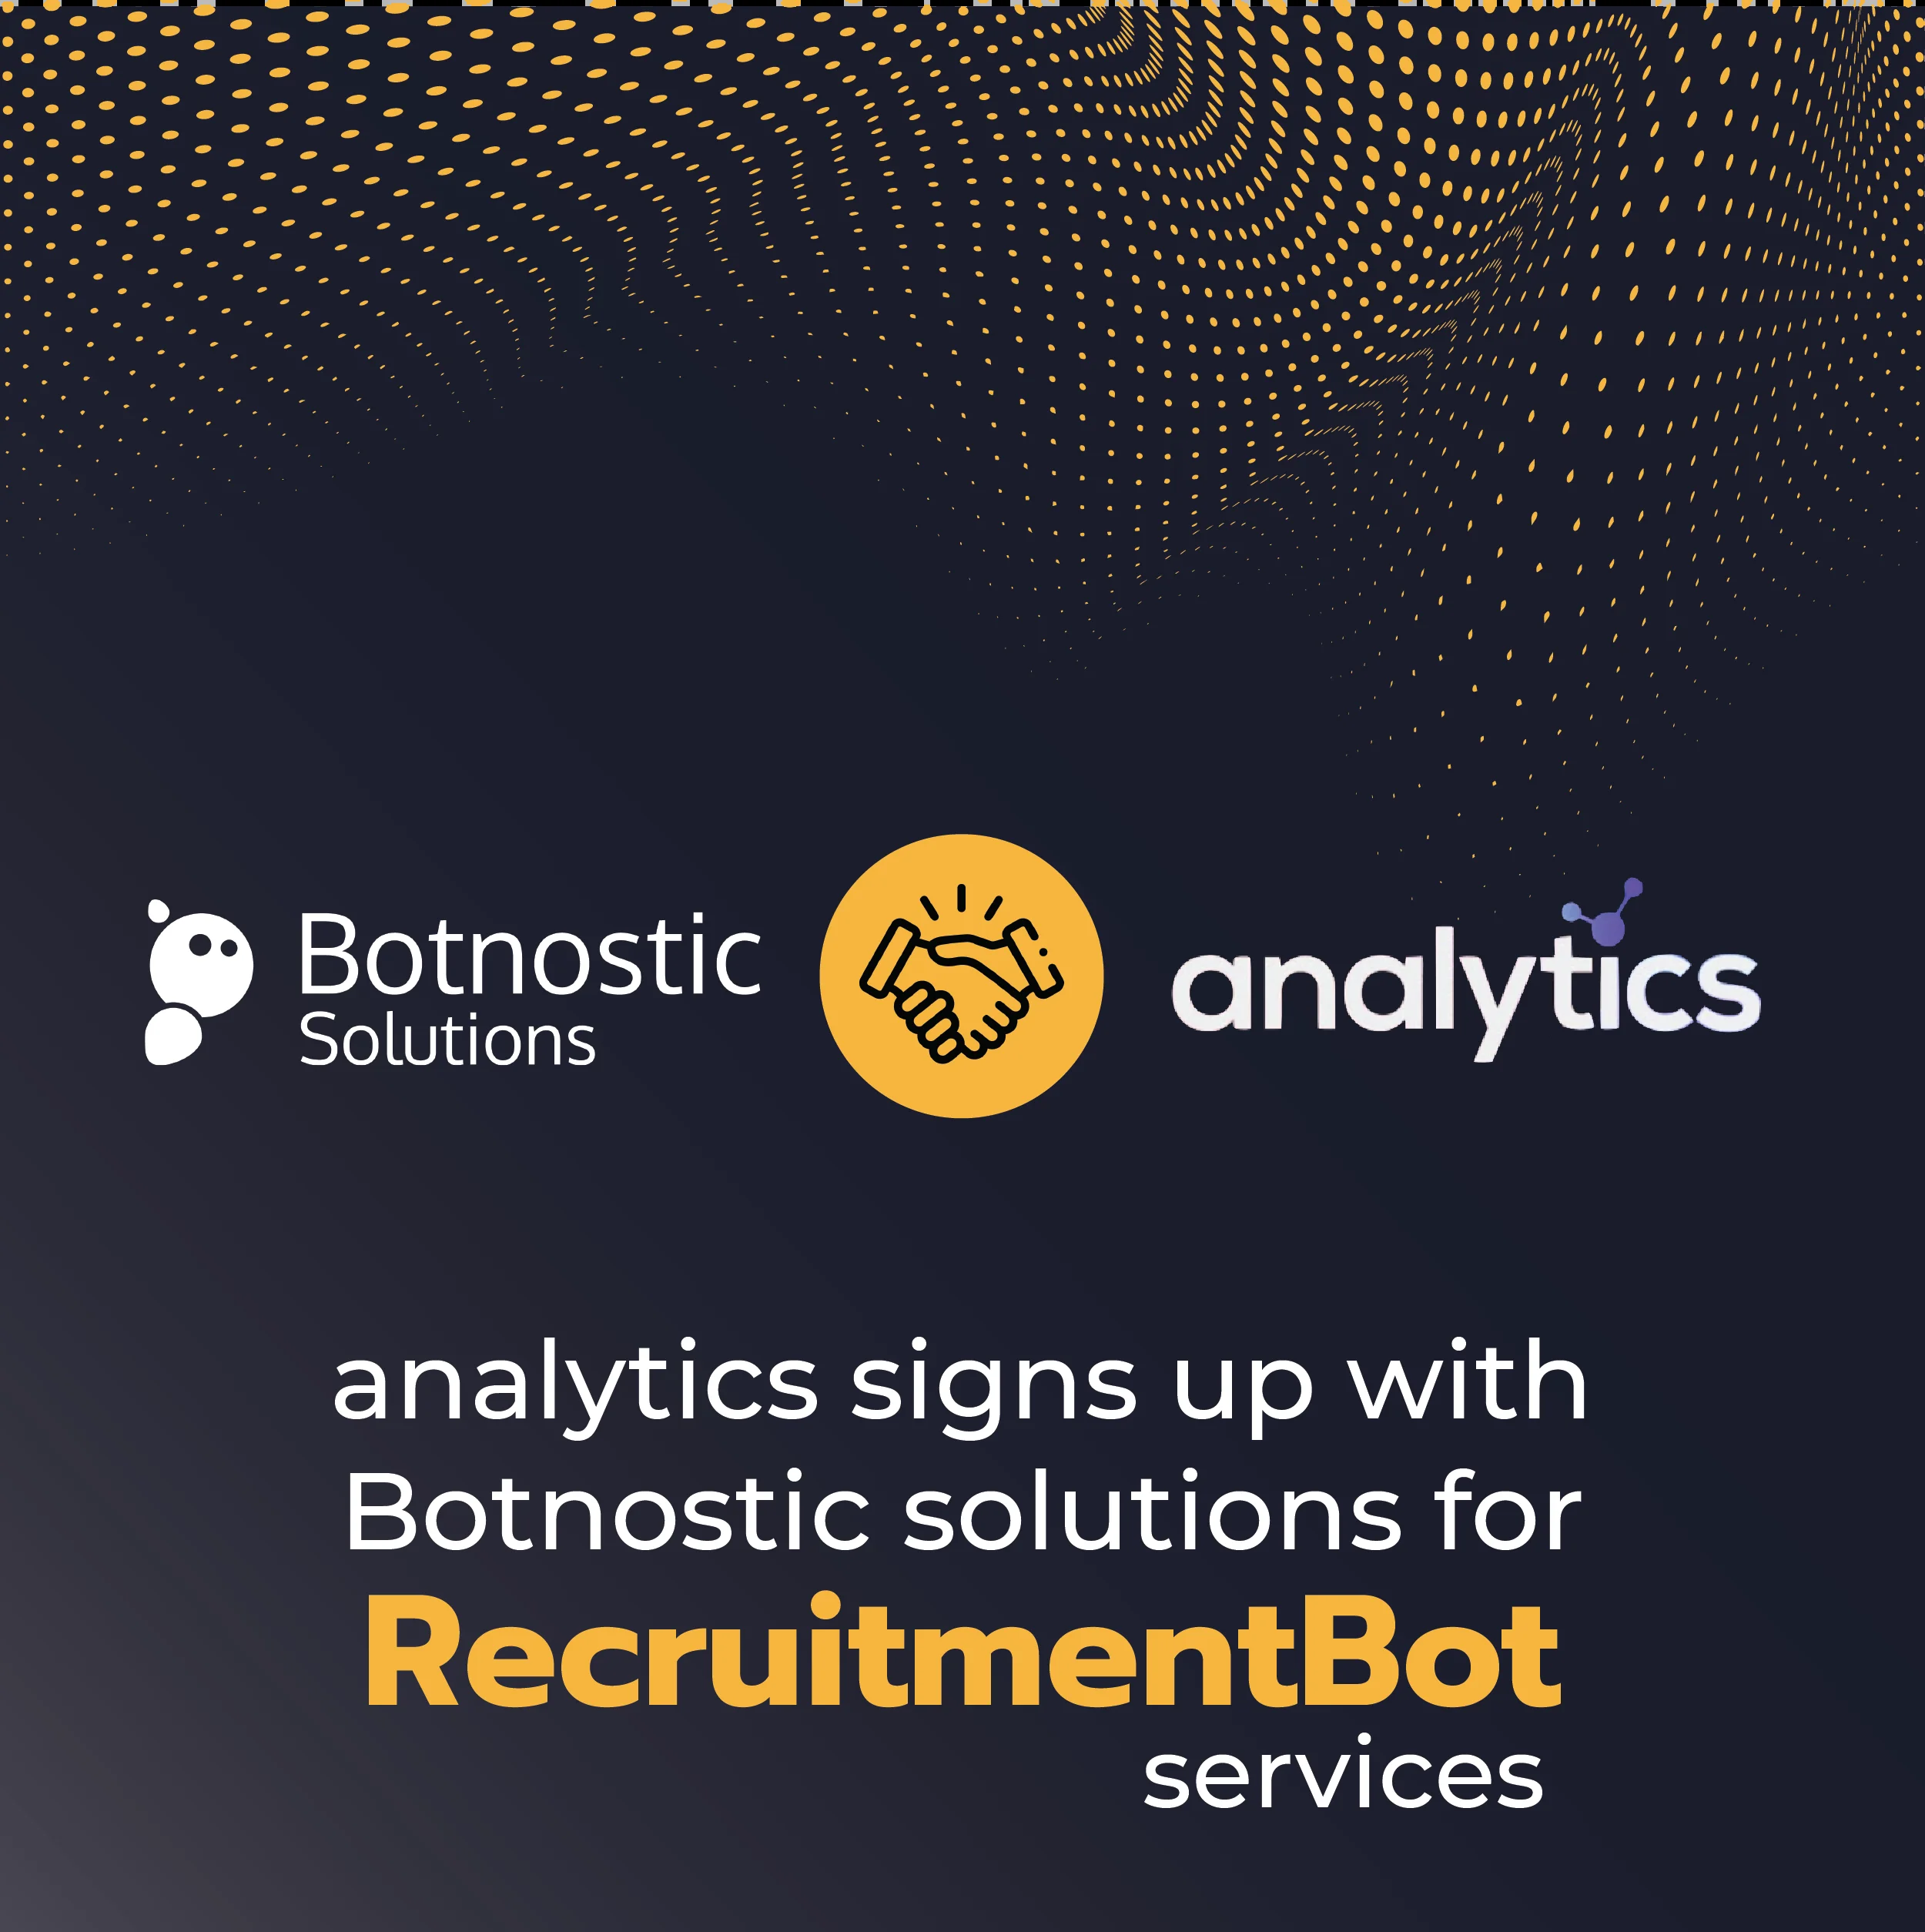 Botnostic
Solutions
analytics
analytics signs up with
Botnostic solutions for
RecruitmentBot
services